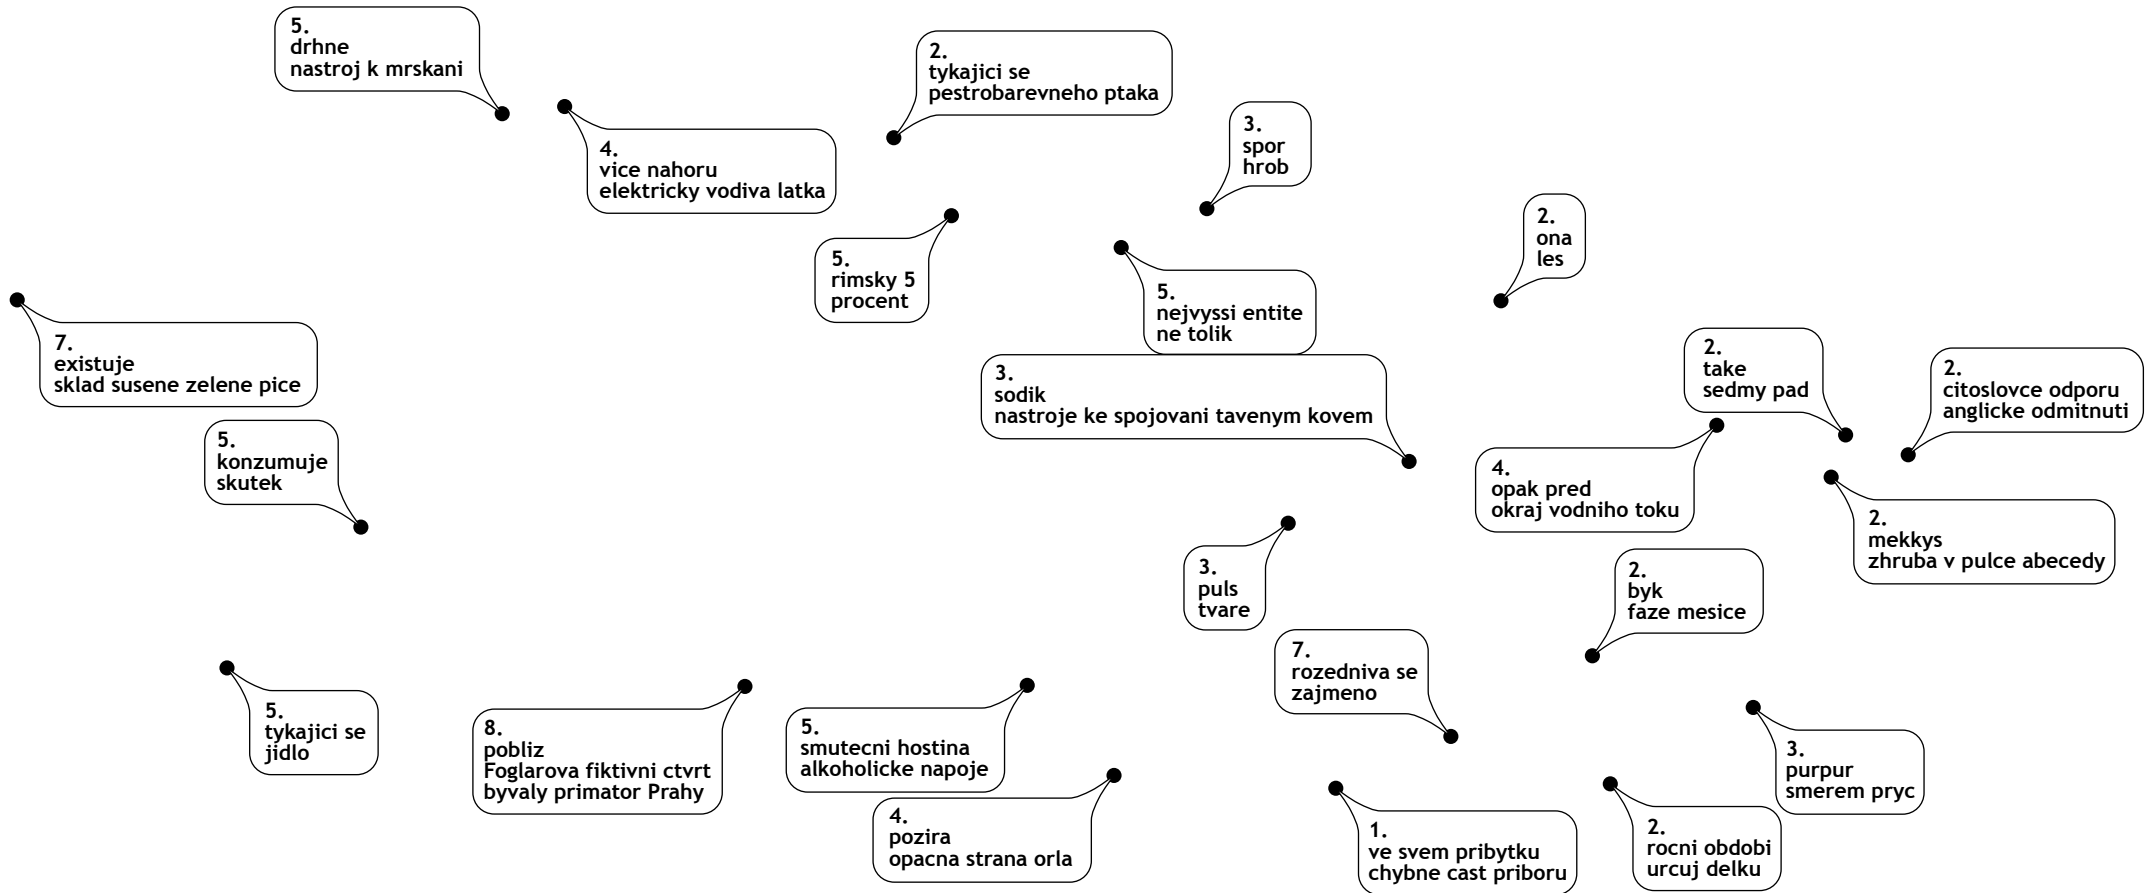 5.
drhne
nastroj k mrskani
2.
tykajici se
pestrobarevneho ptaka
4.
vice nahoru
elektricky vodiva latka
3.
spor
hrob
2.
ona
les
5.
rimsky 5
procent
5.
nejvyssi entite
ne tolik
7.
existuje
sklad susene zelene pice
3.
sodik
nastroje ke spojovani tavenym kovem
2.
take
sedmy pad
2.
citoslovce odporu
anglicke odmitnuti
5.
konzumuje
skutek
4.
opak pred
okraj vodniho toku
2.
mekkys
zhruba v pulce abecedy
3.
puls
tvare
2.
byk
faze mesice
7.
rozedniva se
zajmeno
5.
tykajici se
jidlo
8.
pobliz
Foglarova fiktivni ctvrt
byvaly primator Prahy
5.
smutecni hostina
alkoholicke napoje
3.
purpur
smerem pryc
4.
pozira
opacna strana orla
1.
ve svem pribytku
chybne cast priboru
2.
rocni obdobi
urcuj delku